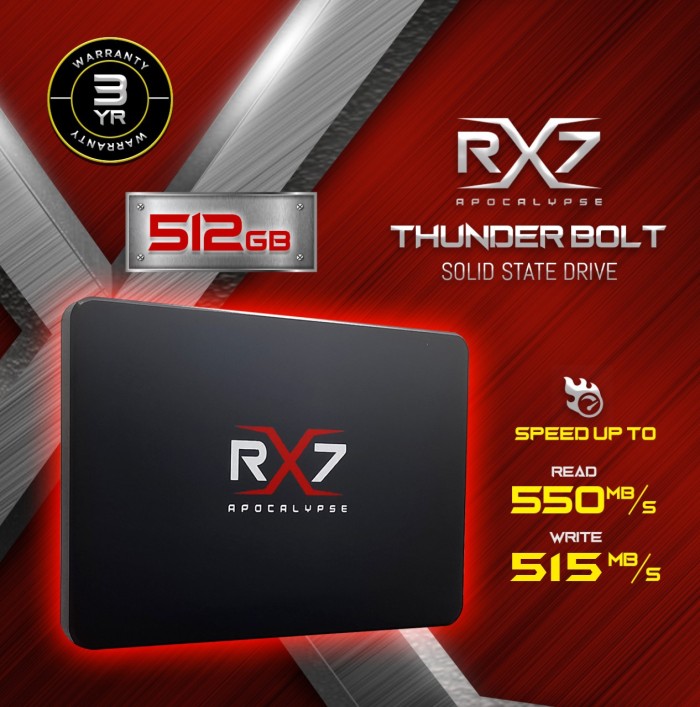 WARRANTY
3
YR
WARRANTY
RX7
APOCALYPSE
THUNDER BOLT
SOLID STATE DRIVE
512GB
RX7
APOCALYPSE
SPEED UP TO
READ
550MB/S
WRITE
515MB/S